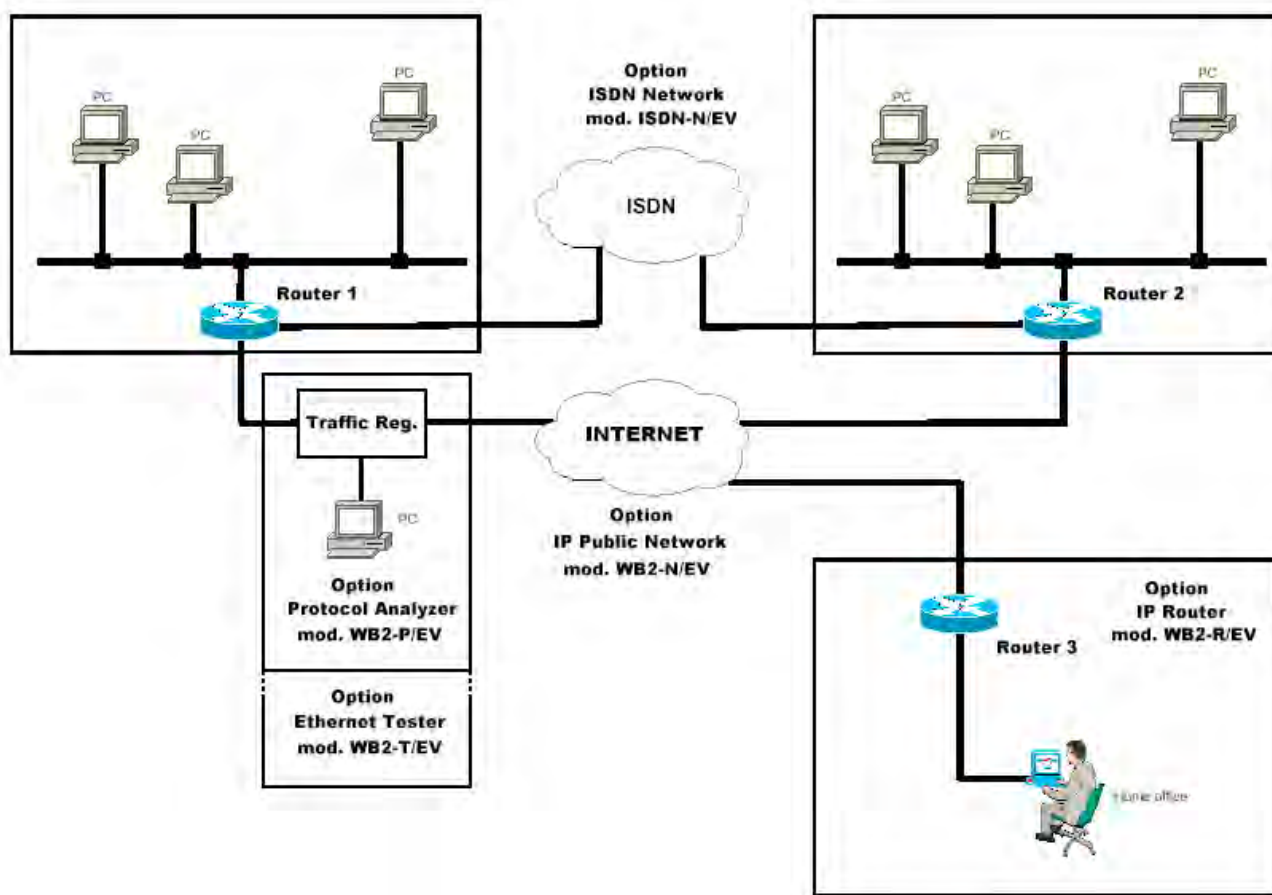 PC
PC
PC
Router 1
Option
ISDN Network
mod. ISDN-N/EV
ISDN
PC
PC
PC
Router 2
Traffic Reg.
PC
Option
Protocol Analyzer
mod. WB2-P/EV
Option
Ethernet Tester
mod. WB2-T/EV
INTERNET
Option
IP Public Network
mod. WB2-N/EV
Option
IP Router
mod. WB2-R/EV
Router 3
Home office